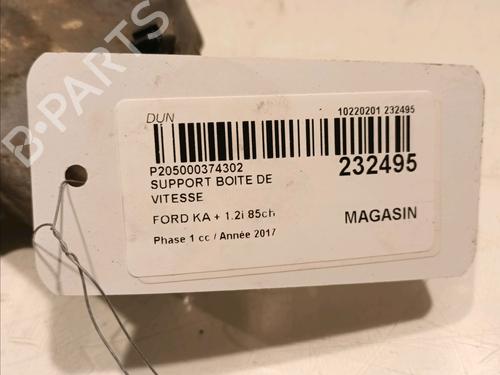 DUN
10220201 232495
P205000374302
232495
SUPPORT BOITE DE
VITESSE
FORD KA + 1.2i 85ch
MAGASIN
Phase 1 cc / Année 2017
B-PARTS